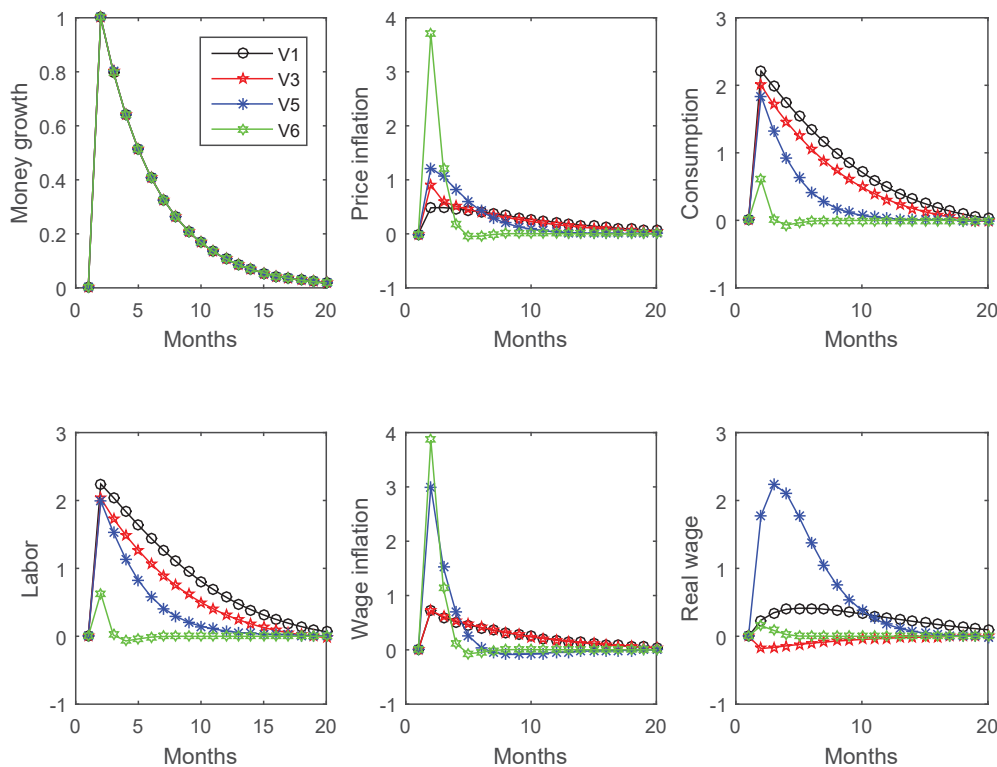 Money growth
1
0.8
0.6
0.4
0.2
0
0 5 10 15 20
Months
V1
V3
V5
V6
Price inflation
4
3
2
1
0
-1
0 10 20
Months
Consumption
3
2
1
0
-1
0 10 20
Months
Labor
3
2
1
0
-1
0 5 10 15 20
Months
Wage inflation
4
3
2
1
0
-1
0 10 20
Months
Real wage
3
2
1
0
-1
0 10 20
Months